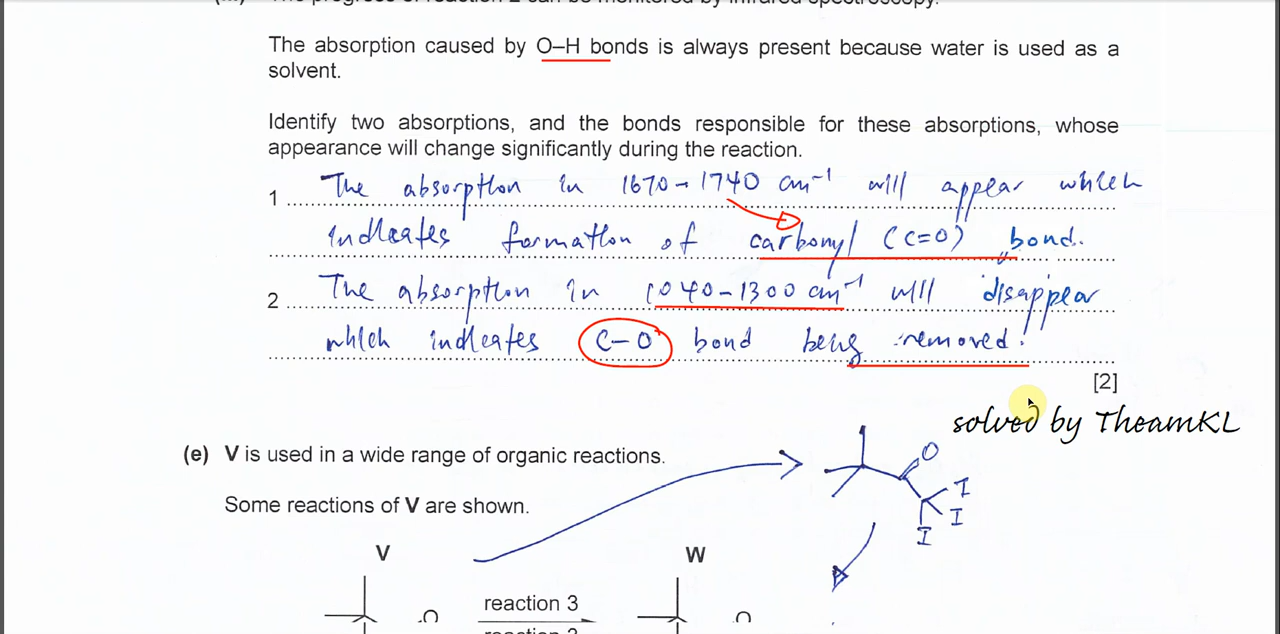 The absorption caused by O–H bonds is always present because water is used as a
solvent.
Identify two absorptions, and the bonds responsible for these absorptions, whose
appearance will change significantly during the reaction.
1 The absorption in 1670-1740 cm⁻¹ will appear which
indicates formation of carbonyl (C=O) bond.
2 The absorption in 1040-1300 cm⁻¹ will disappear
which indicates C-O bond being removed.
[2]
solved by TheamKL
(e) V is used in a wide range of organic reactions.
O
Some reactions of V are shown.
I
I
I
V
W
reaction 3
O
O